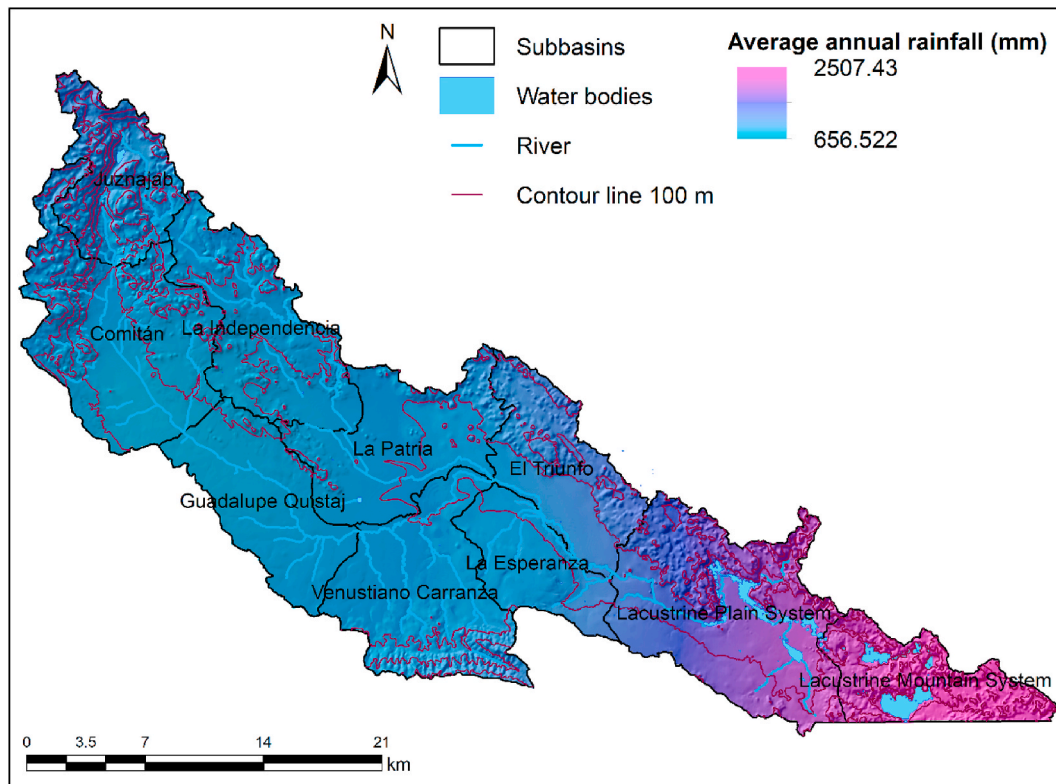 N
Subbasins
Water bodies
River
Contour line 100 m
Average annual rainfall (mm)
2507.43
656.522
Juznajab
Comitán
La Independencia
La Patria
El Triunfo
Guadalupe Quistaj
La Esperanza
Venustiano Carranza
Lacustrine Plain System
Lacustrine Mountain System
0 3.5 7 14 21
km